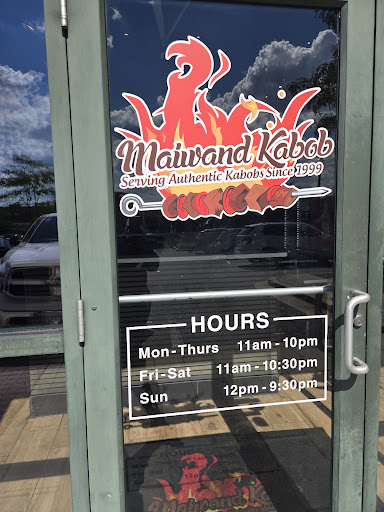 Maiwand Kabob
Serving Authentic Kabobs Since 1999
HOURS
Mon-Thurs 11am - 10pm
Fri-Sat 11am - 10:30pm
Sun 12pm - 9:30pm